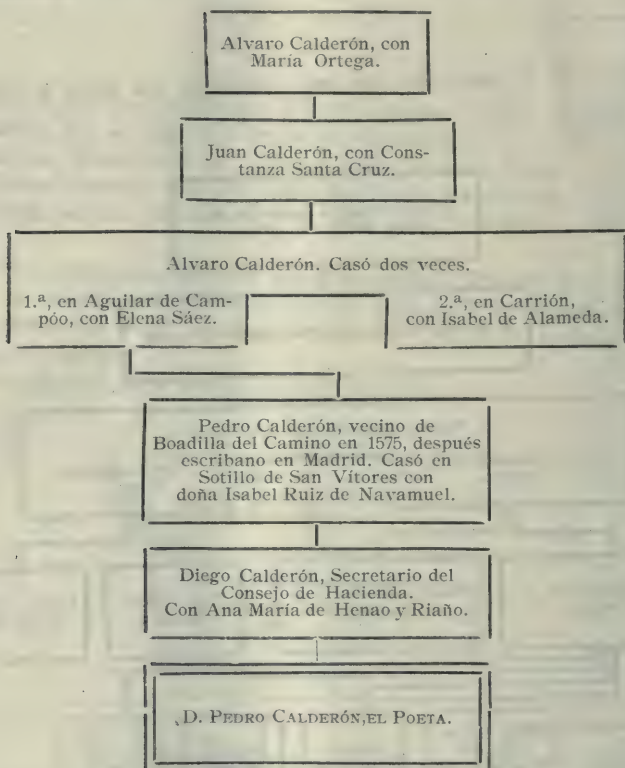 Alvaro Calderón, con
María Ortega.
Juan Calderón, con Cons-
tanza Santa Cruz.
Alvaro Calderón. Casó dos veces.
1.ª, en Aguilar de Cam-
póo, con Elena Sáez.
2.ª, en Carrión,
con Isabel de Alameda.
Pedro Calderón, vecino de
Boadilla del Camino en 1575, después
escribano en Madrid. Casó en
Sotillo de San Vítores con
doña Isabel Ruiz de Navamuel.
Diego Calderón, Secretario del
Consejo de Hacienda.
Con Ana María de Henao y Riaño.
D. PEDRO CALDERÓN, EL POETA.